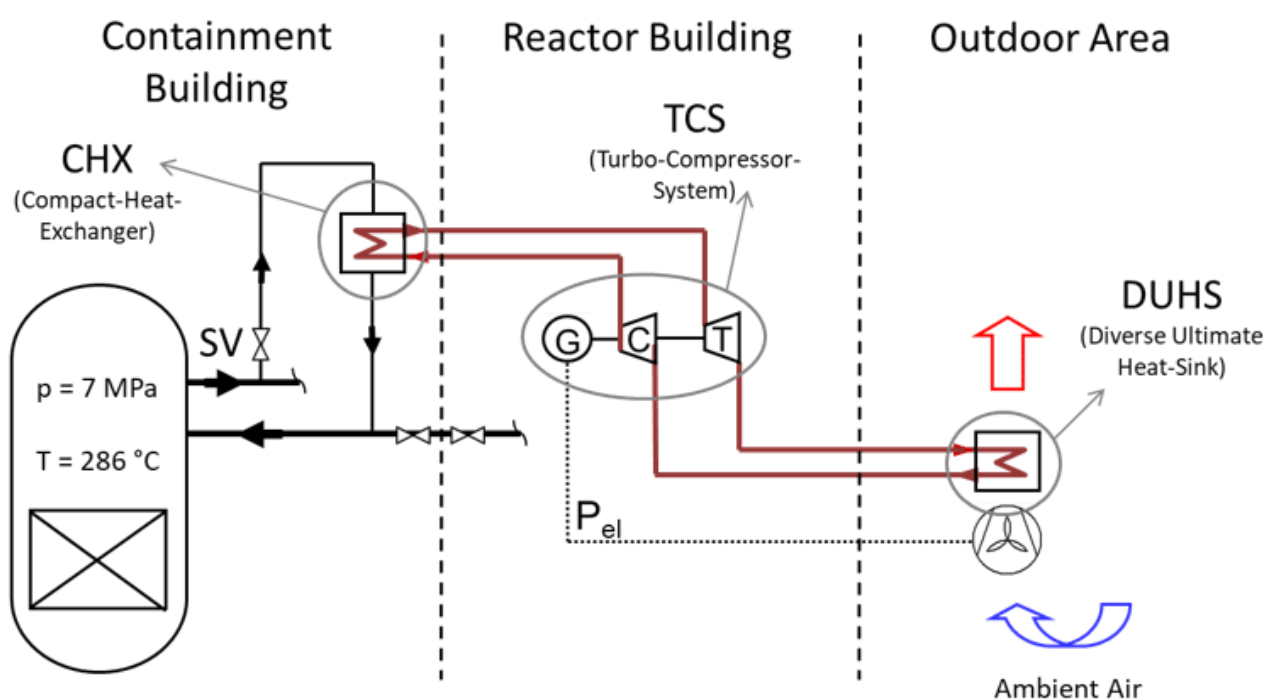 Containment
Building
Reactor Building
Outdoor Area
CHX
(Compact-Heat-
Exchanger)
TCS
(Turbo-Compressor-
System)
SV
p = 7 MPa
T = 286 °C
G
C
T
DUHS
(Diverse Ultimate
Heat-Sink)
Pel
Ambient Air